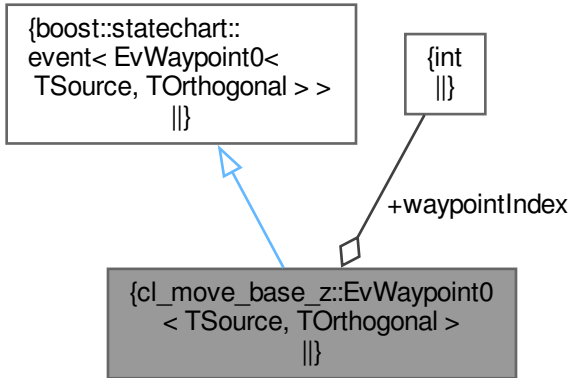 {boost::statechart::
event< EvWaypoint0<
TSource, TOrthogonal > >
||}
{int
||}
+waypointIndex
{cl_move_base_z::EvWaypoint0
< TSource, TOrthogonal >
||}